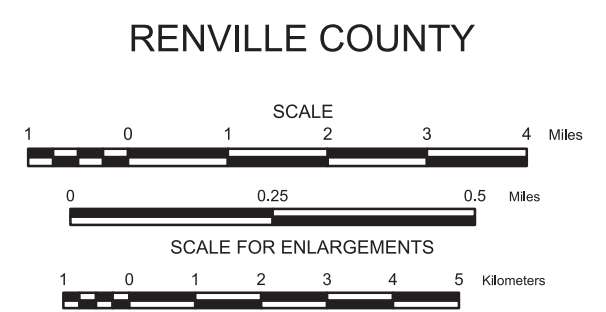 RENVILLE COUNTY
SCALE
1 0 1 2 3 4 Miles
0 0.25 0.5 Miles
SCALE FOR ENLARGEMENTS
1 0 1 2 3 4 5 Kilometers